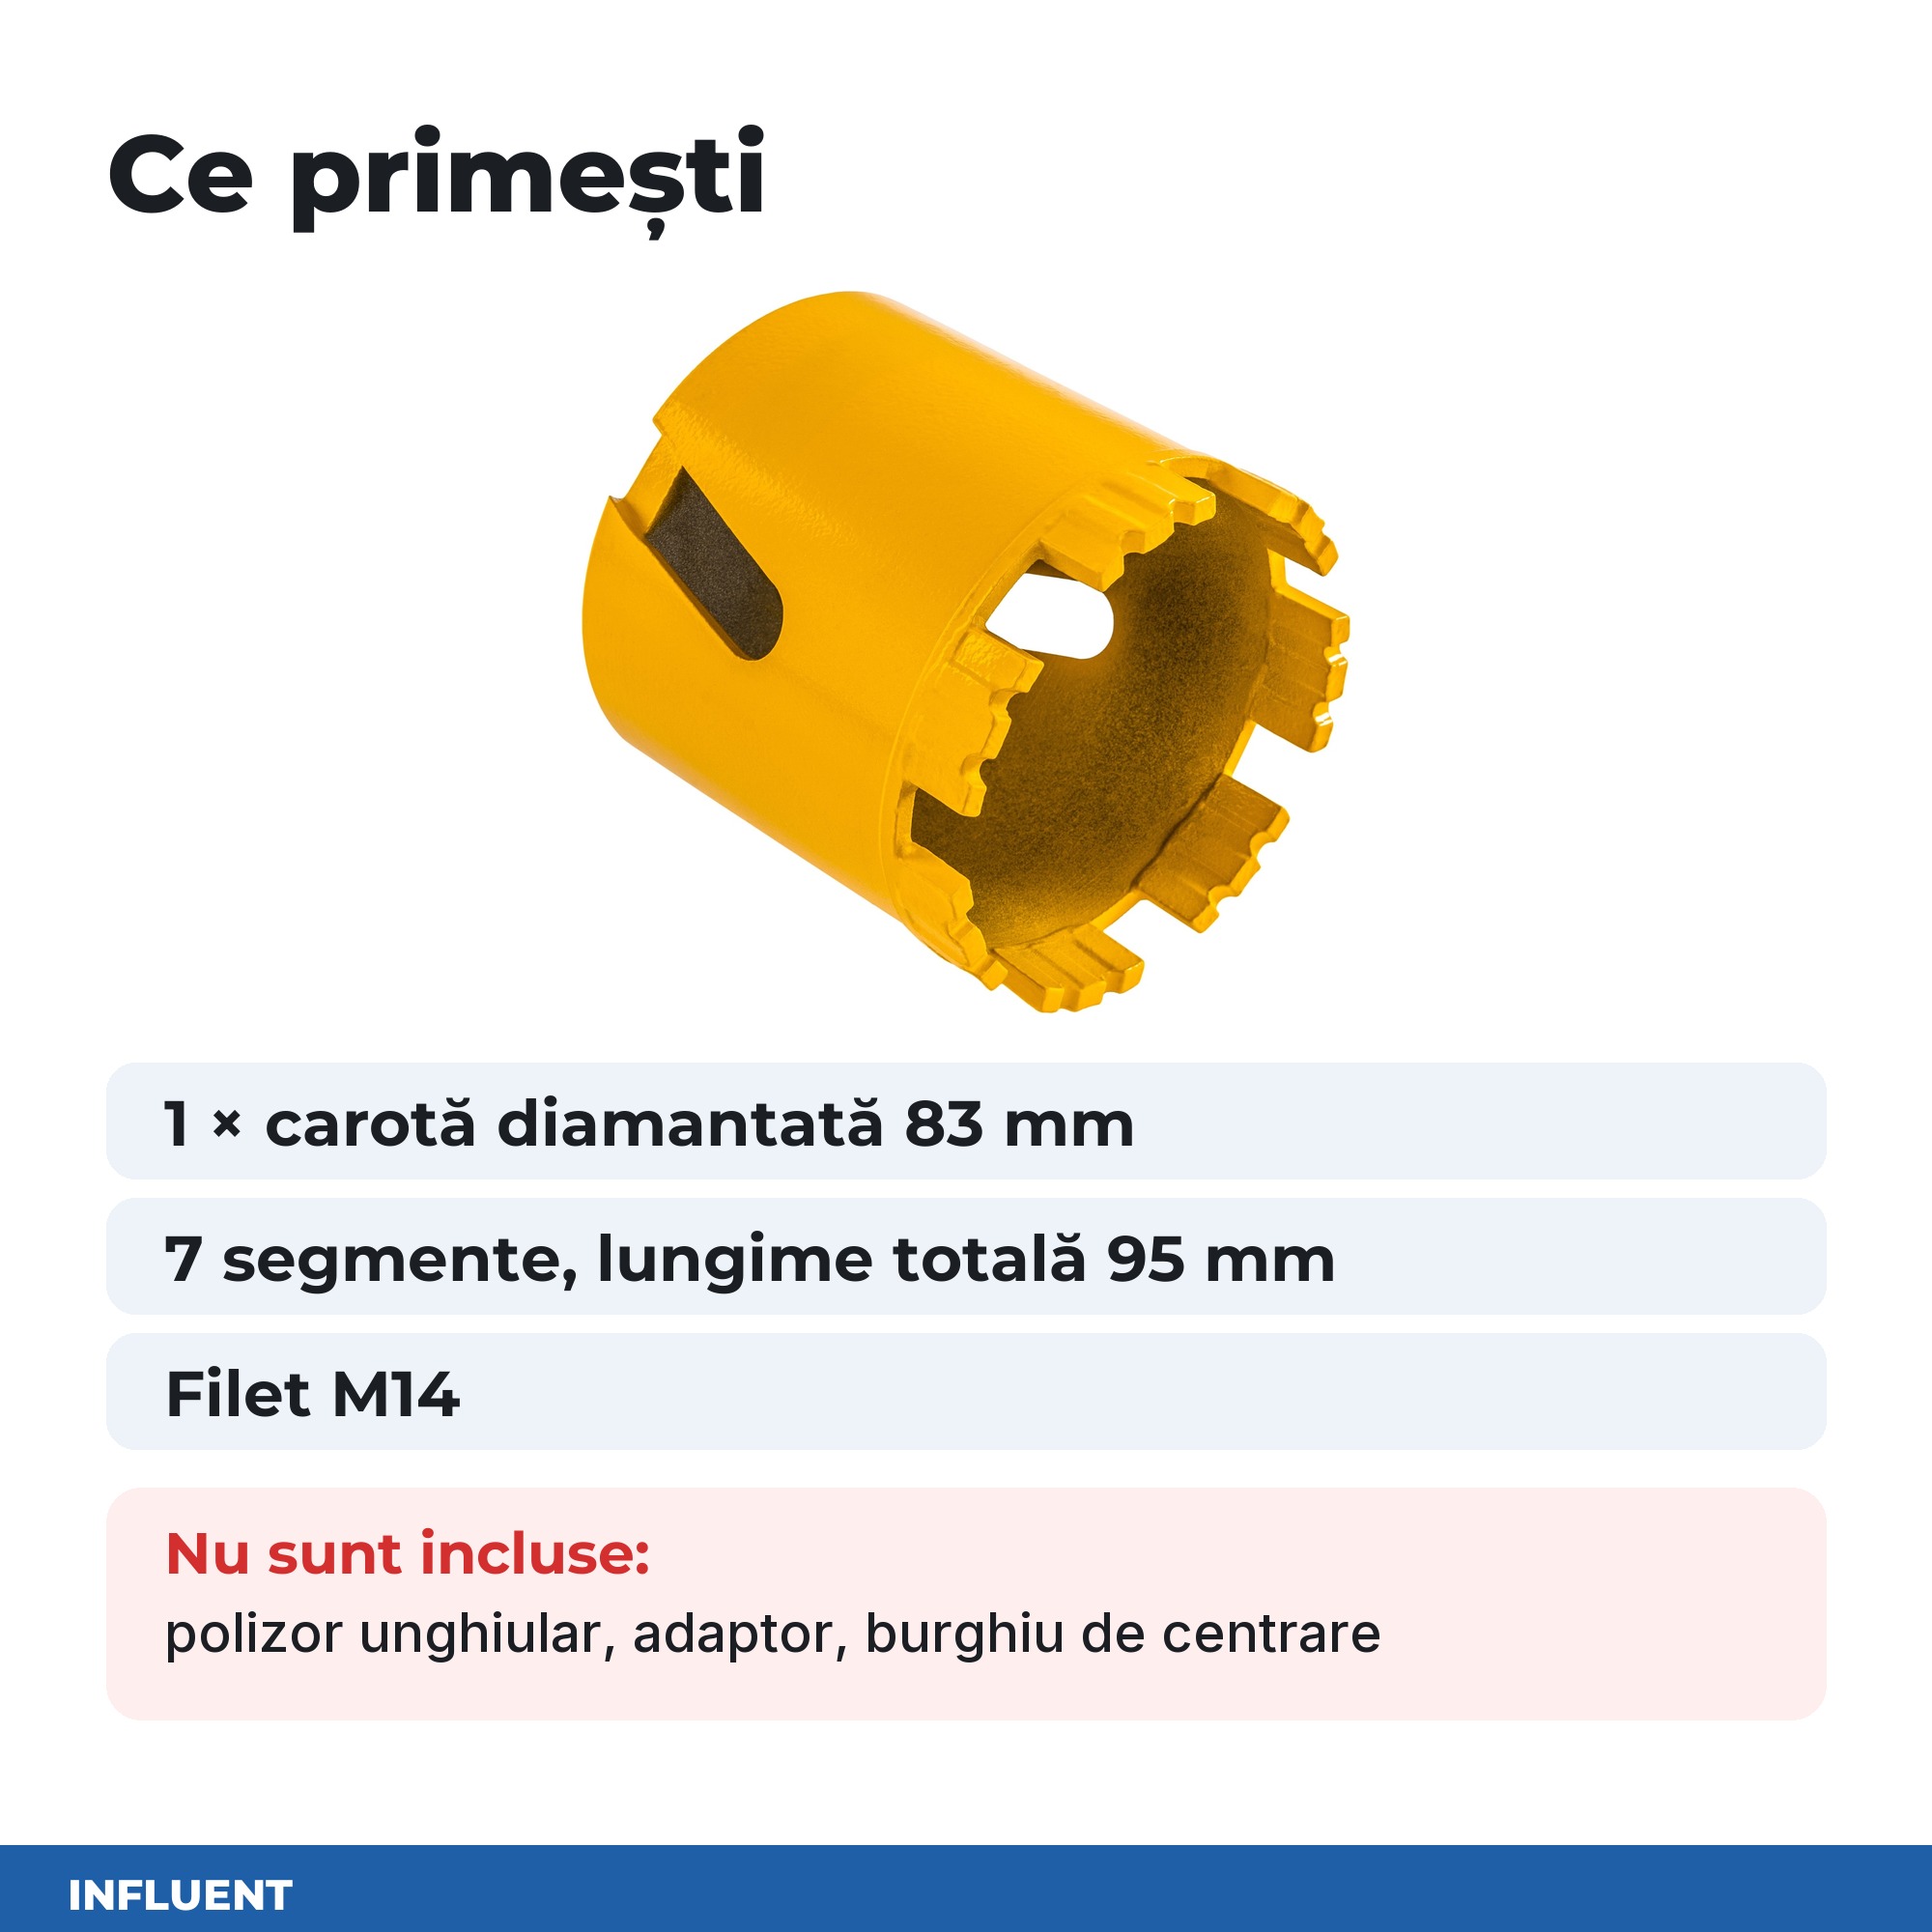 Ce primești
1 × carotă diamantată 83 mm
7 segmente, lungime totală 95 mm
Filet M14
Nu sunt incluse:
polizor unghiular, adaptor, burghiu de centrare
INFLUENT